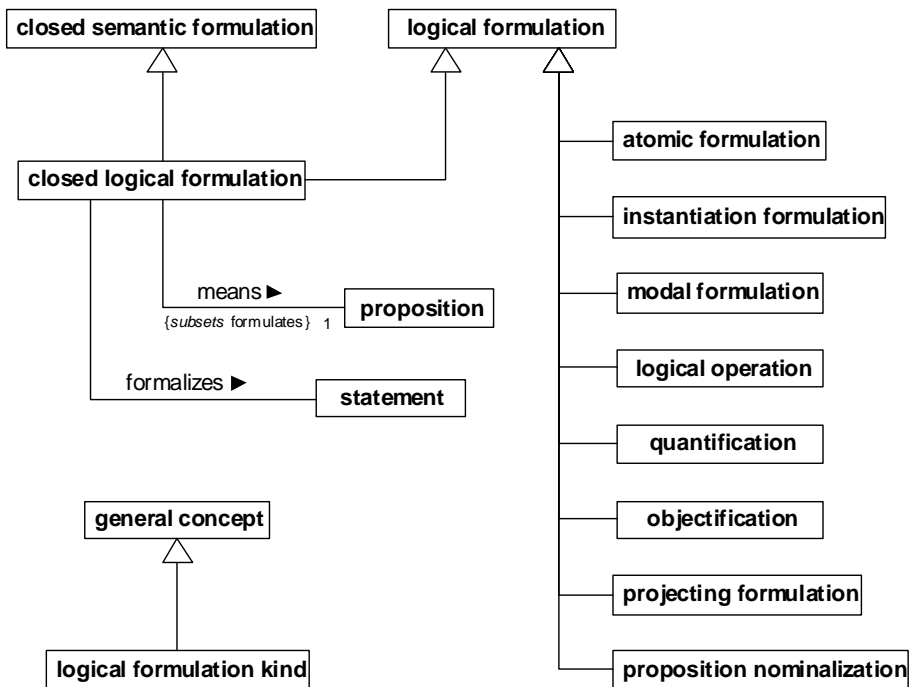 closed semantic formulation
logical formulation
atomic formulation
closed logical formulation
instantiation formulation
modal formulation
means ►
{subsets formulates} 1
proposition
logical operation
formalizes ►
statement
quantification
general concept
objectification
projecting formulation
logical formulation kind
proposition nominalization